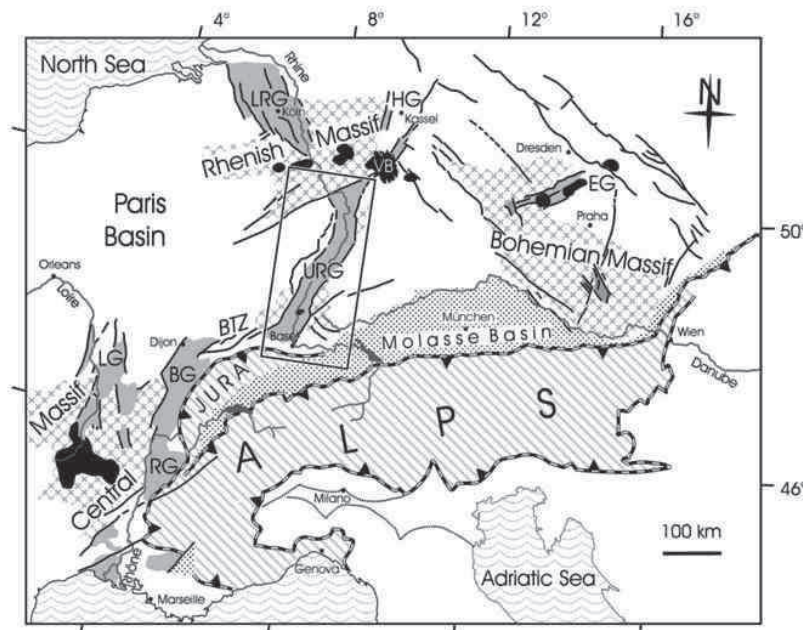 4°
8°
12°
16°
North Sea
Rhine
LRG
Köln
HG
Kassel
N
Rhenish Massif
VB
Dresden
EG
Praha
Paris
Basin
50°
Bohemian Massif
URG
Orleans
Loire
München
Molasse Basin
BTZ
Basel
Dijon
Wien
Danube
LG
BG
JURA
Massif
Central
ALPS
RG
46°
Milano
100 km
Rhône
Genova
Adriatic Sea
Marseille